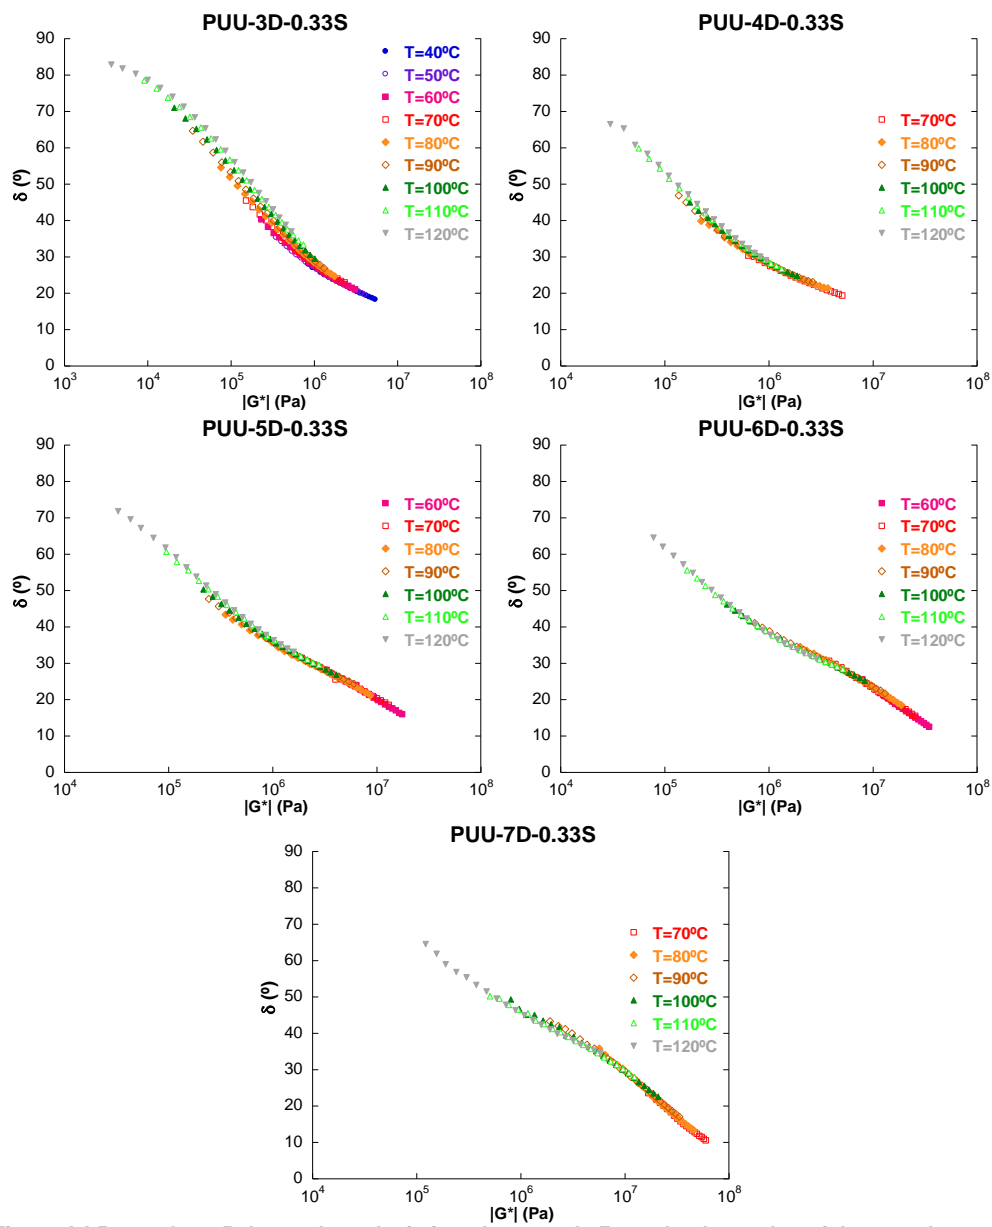 PUU-3D-0.33S
90
80
70
60
50
40
30
20
10
0
δ (º)
T=40ºC
T=50ºC
T=60ºC
T=70ºC
T=80ºC
T=90ºC
T=100ºC
T=110ºC
T=120ºC
10³ 10⁴ 10⁵ 10⁶ 10⁷ 10⁸
|G*| (Pa)
PUU-4D-0.33S
90
80
70
60
50
40
30
20
10
0
δ (º)
T=70ºC
T=80ºC
T=90ºC
T=100ºC
T=110ºC
T=120ºC
10⁴ 10⁵ 10⁶ 10⁷ 10⁸
|G*| (Pa)
PUU-5D-0.33S
90
80
70
60
50
40
30
20
10
0
δ (º)
T=60ºC
T=70ºC
T=80ºC
T=90ºC
T=100ºC
T=110ºC
T=120ºC
10⁴ 10⁵ 10⁶ 10⁷ 10⁸
|G*| (Pa)
PUU-6D-0.33S
90
80
70
60
50
40
30
20
10
0
δ (º)
T=60ºC
T=70ºC
T=80ºC
T=90ºC
T=100ºC
T=110ºC
T=120ºC
10⁴ 10⁵ 10⁶ 10⁷ 10⁸
|G*| (Pa)
PUU-7D-0.33S
90
80
70
60
50
40
30
20
10
0
δ (º)
T=70ºC
T=80ºC
T=90ºC
T=100ºC
T=110ºC
T=120ºC
10⁴ 10⁵ 10⁶ 10⁷ 10⁸
|G*| (Pa)